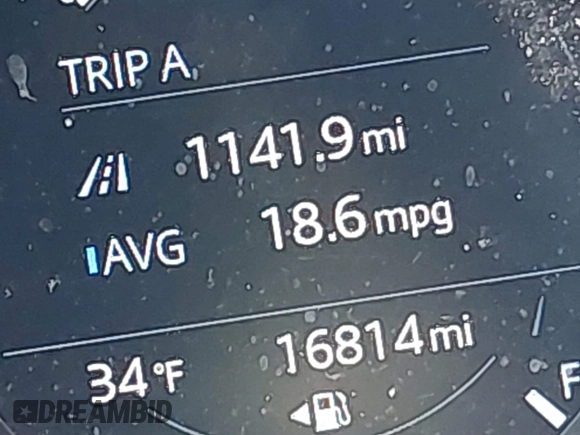 TRIP A
1141.9 mi
AVG 18.6 mpg
16814 mi
34°F
F
DREAMBID